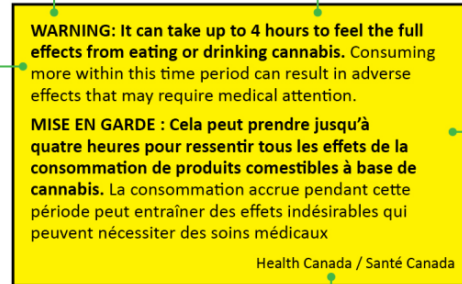 WARNING: It can take up to 4 hours to feel the full
effects from eating or drinking cannabis. Consuming
more within this time period can result in adverse
effects that may require medical attention.
MISE EN GARDE : Cela peut prendre jusqu'à
quatre heures pour ressentir tous les effets de la
consommation de produits comestibles à base de
cannabis. La consommation accrue pendant cette
période peut entraîner des effets indésirables qui
peuvent nécessiter des soins médicaux
Health Canada / Santé Canada